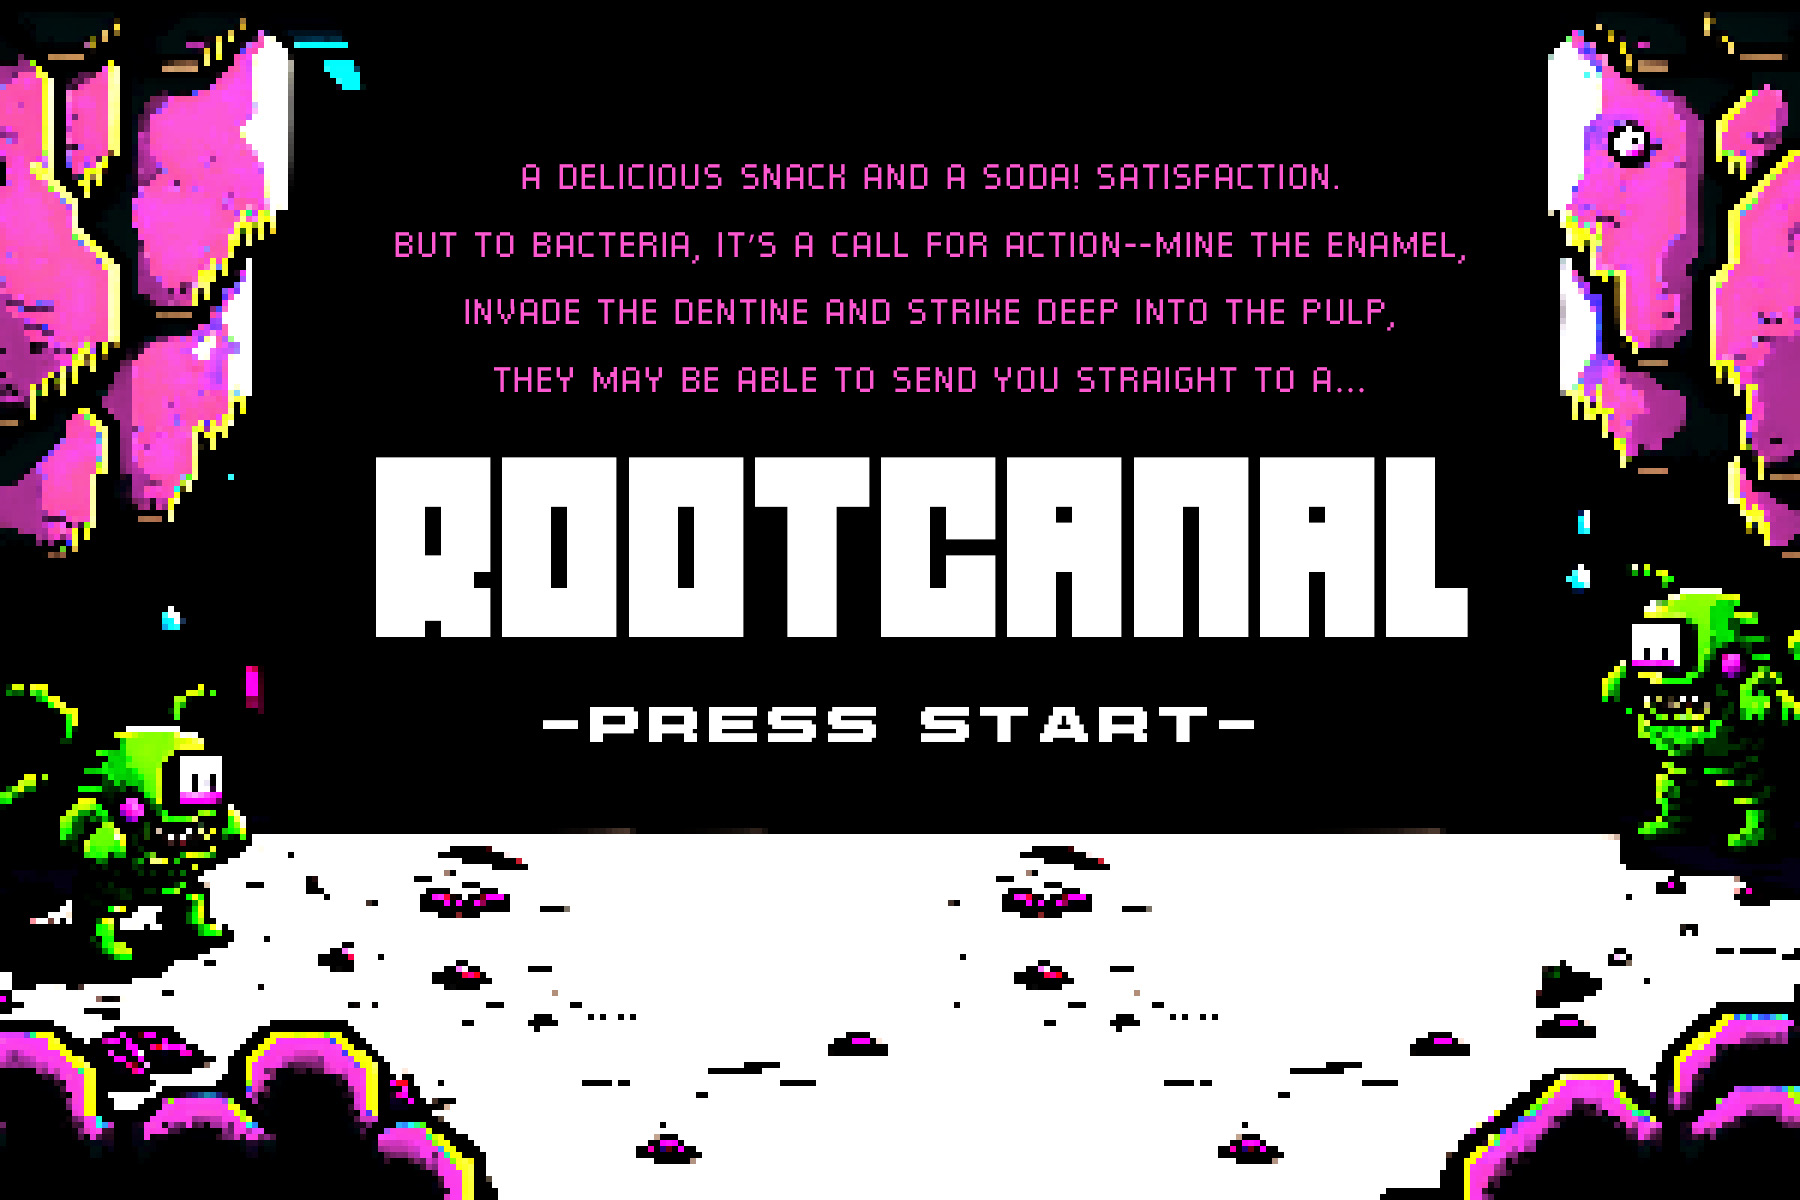 A DELICIOUS SNACK AND A SODA! SATISFACTION.
BUT TO BACTERIA, IT'S A CALL FOR ACTION--MINE THE ENAMEL,
INVADE THE DENTINE AND STRIKE DEEP INTO THE PULP,
THEY MAY BE ABLE TO SEND YOU STRAIGHT TO A...
ROOTCANAL
-PRESS START-